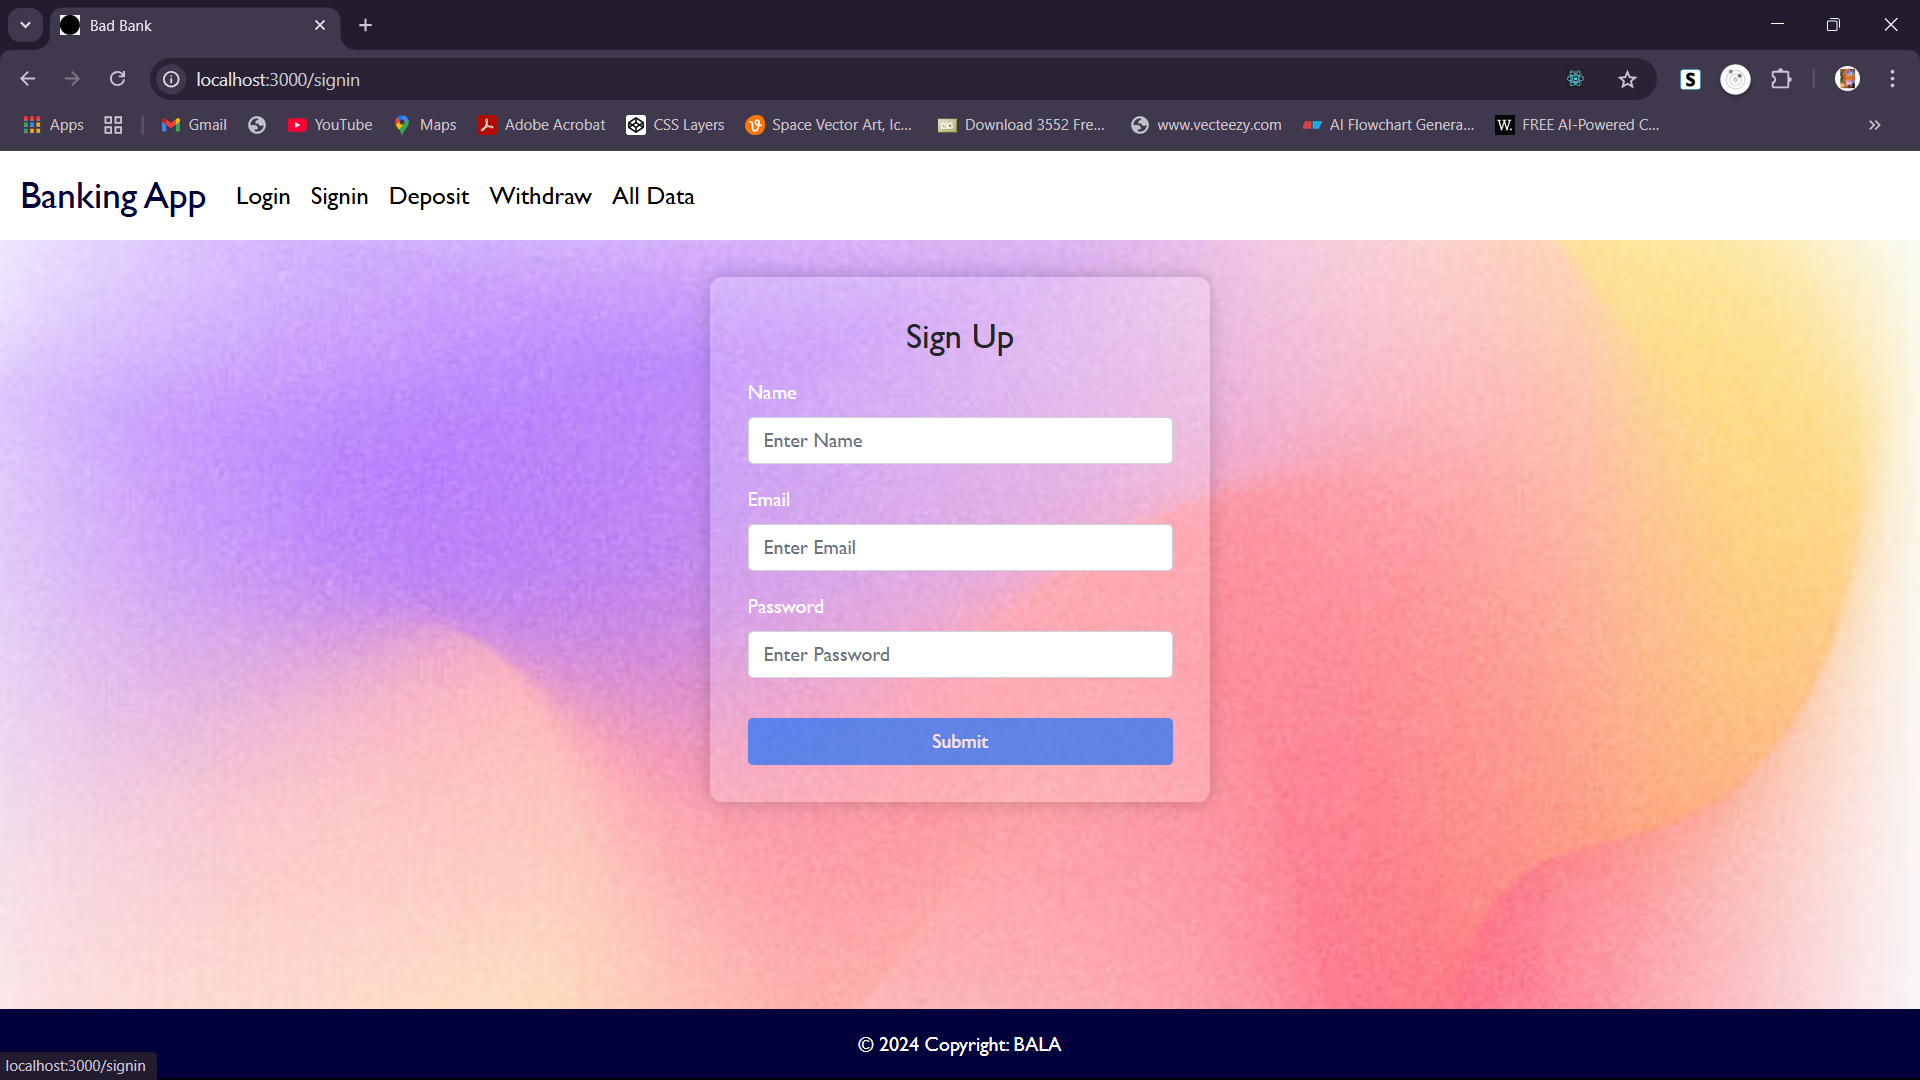 Bad Bank
localhost:3000/signin
Apps
Gmail
YouTube
Maps
Adobe Acrobat
CSS Layers
Space Vector Art, Ic...
Download 3552 Fre...
www.vecteezy.com
AI Flowchart Genera...
W. FREE AI-Powered C...
Banking App Login Signin Deposit Withdraw All Data
Sign Up
Name
Enter Name
Email
Enter Email
Password
Enter Password
Submit
© 2024 Copyright: BALA
localhost:3000/signin